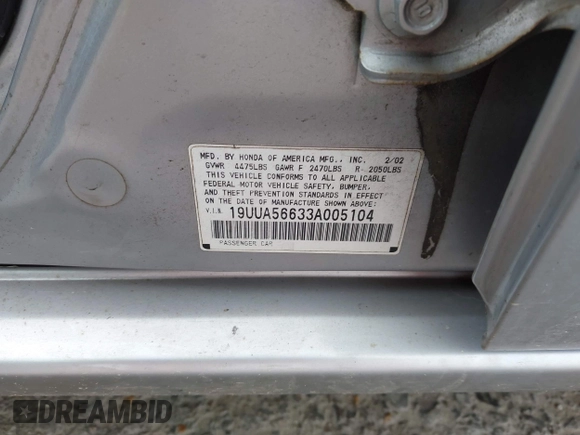 MFD. BY HONDA OF AMERICA MFG., INC. 2/02
GVWR 4475LBS GAWR F 2470LBS R 2050LBS
THIS VEHICLE CONFORMS TO ALL APPLICABLE
FEDERAL MOTOR VEHICLE SAFETY, BUMPER,
AND THEFT PREVENTION STANDARDS IN EFFECT
ON THE DATE OF MANUFACTURE SHOWN ABOVE:
V.I.N. 19UUA56633A005104
PASSENGER CAR
DREAMBID